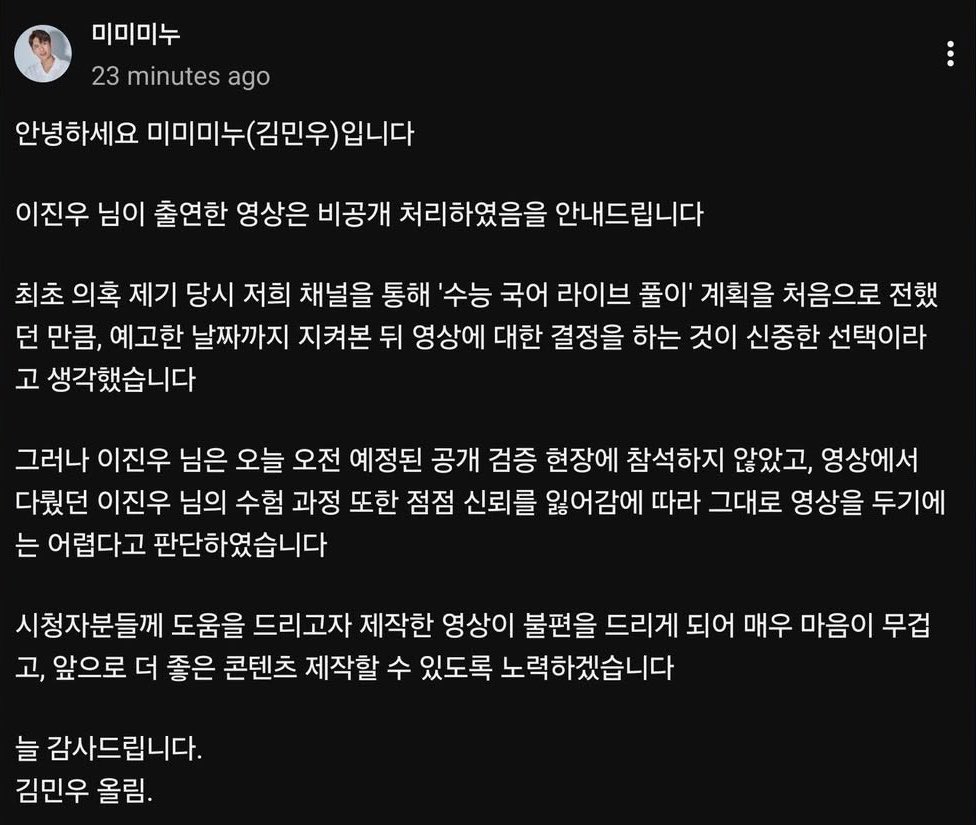 미미미누
23 minutes ago
안녕하세요 미미미누(김민우)입니다
이진우 님이 출연한 영상은 비공개 처리하였음을 안내드립니다
최초 의혹 제기 당시 저희 채널을 통해 '수능 국어 라이브 풀이' 계획을 처음으로 전했
던 만큼, 예고한 날짜까지 지켜본 뒤 영상에 대한 결정을 하는 것이 신중한 선택이라
고 생각했습니다
그러나 이진우 님은 오늘 오전 예정된 공개 검증 현장에 참석하지 않았고, 영상에서
다뤘던 이진우 님의 수험 과정 또한 점점 신뢰를 잃어감에 따라 그대로 영상을 두기에
는 어렵다고 판단하였습니다
시청자분들께 도움을 드리고자 제작한 영상이 불편을 드리게 되어 매우 마음이 무겁
고, 앞으로 더 좋은 콘텐츠 제작할 수 있도록 노력하겠습니다
늘 감사드립니다.
김민우 올림.